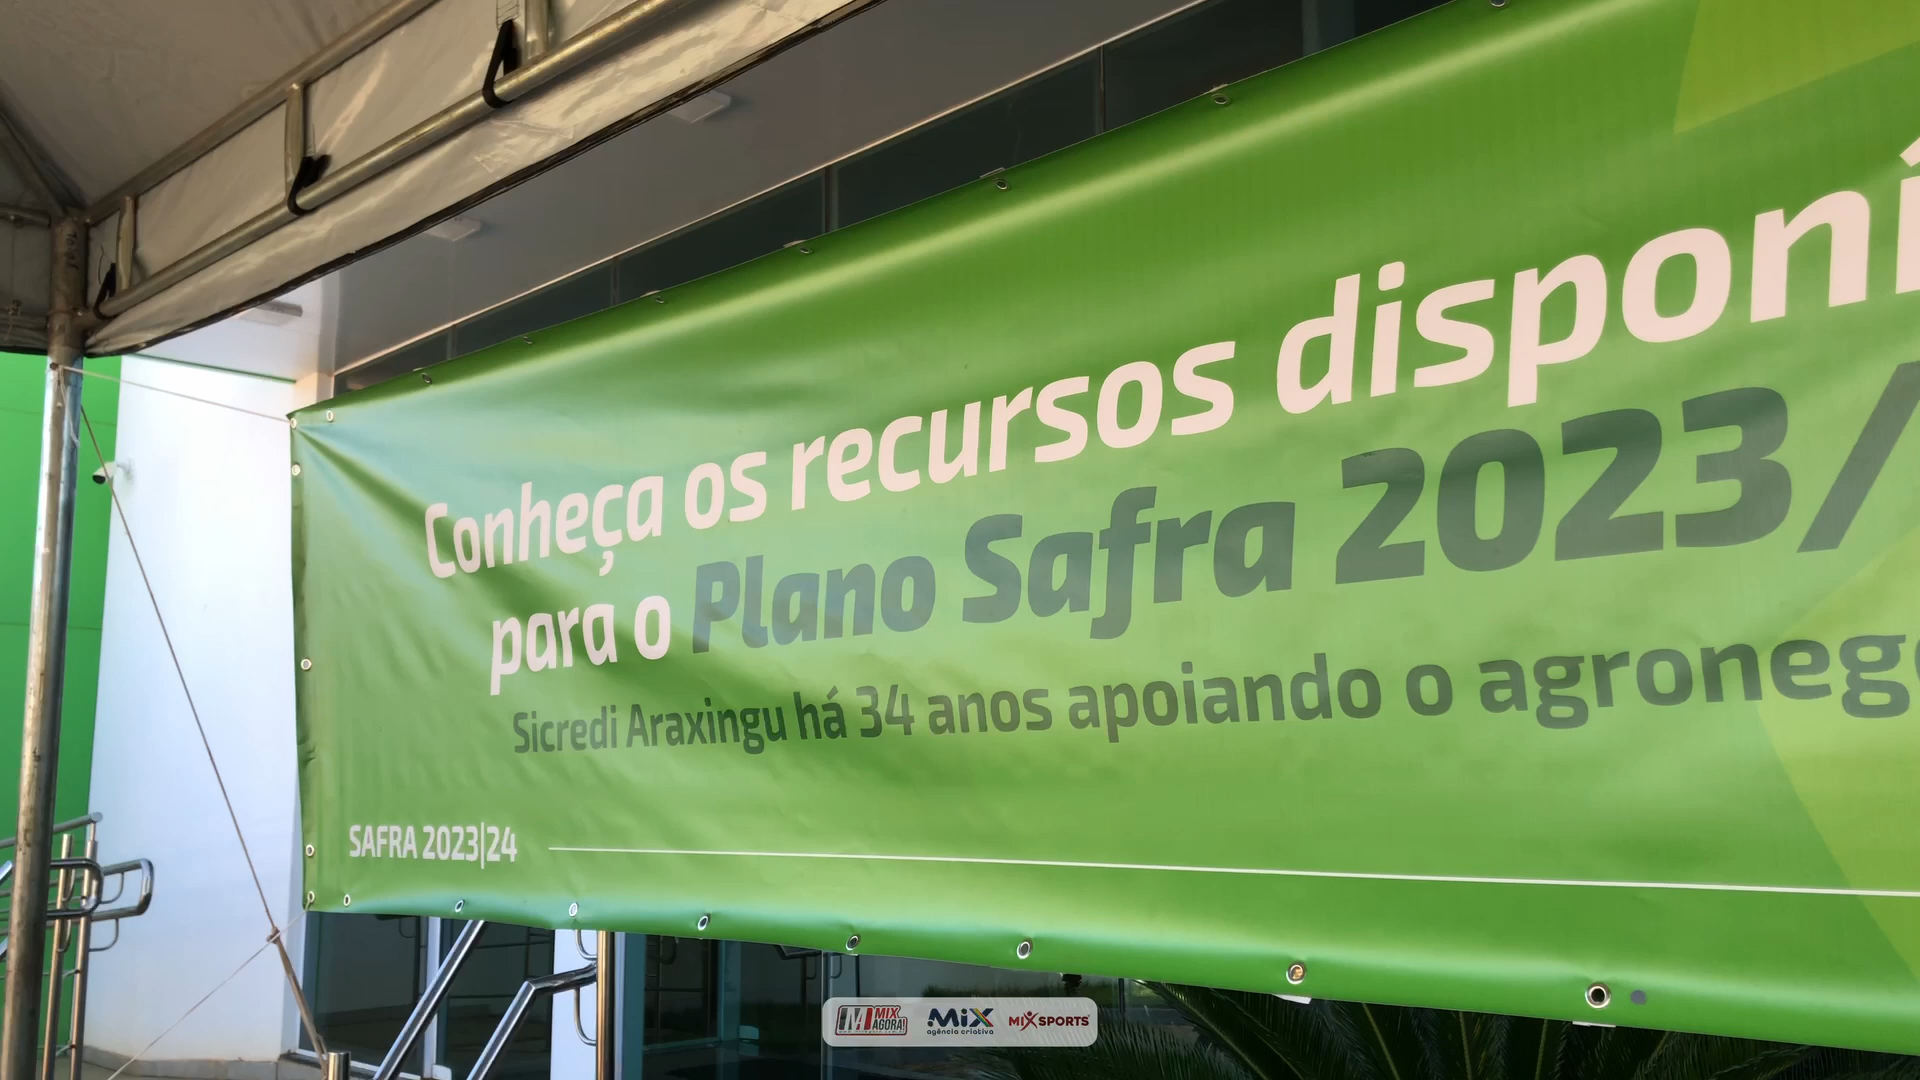 Conheça os recursos disponí
para o Plano Safra 2023/
Sicredi Araxingu há 34 anos apoiando o agroneg
SAFRA 2023|24
MIX AGORA!
MIX agência criativa
MIX SPORTS